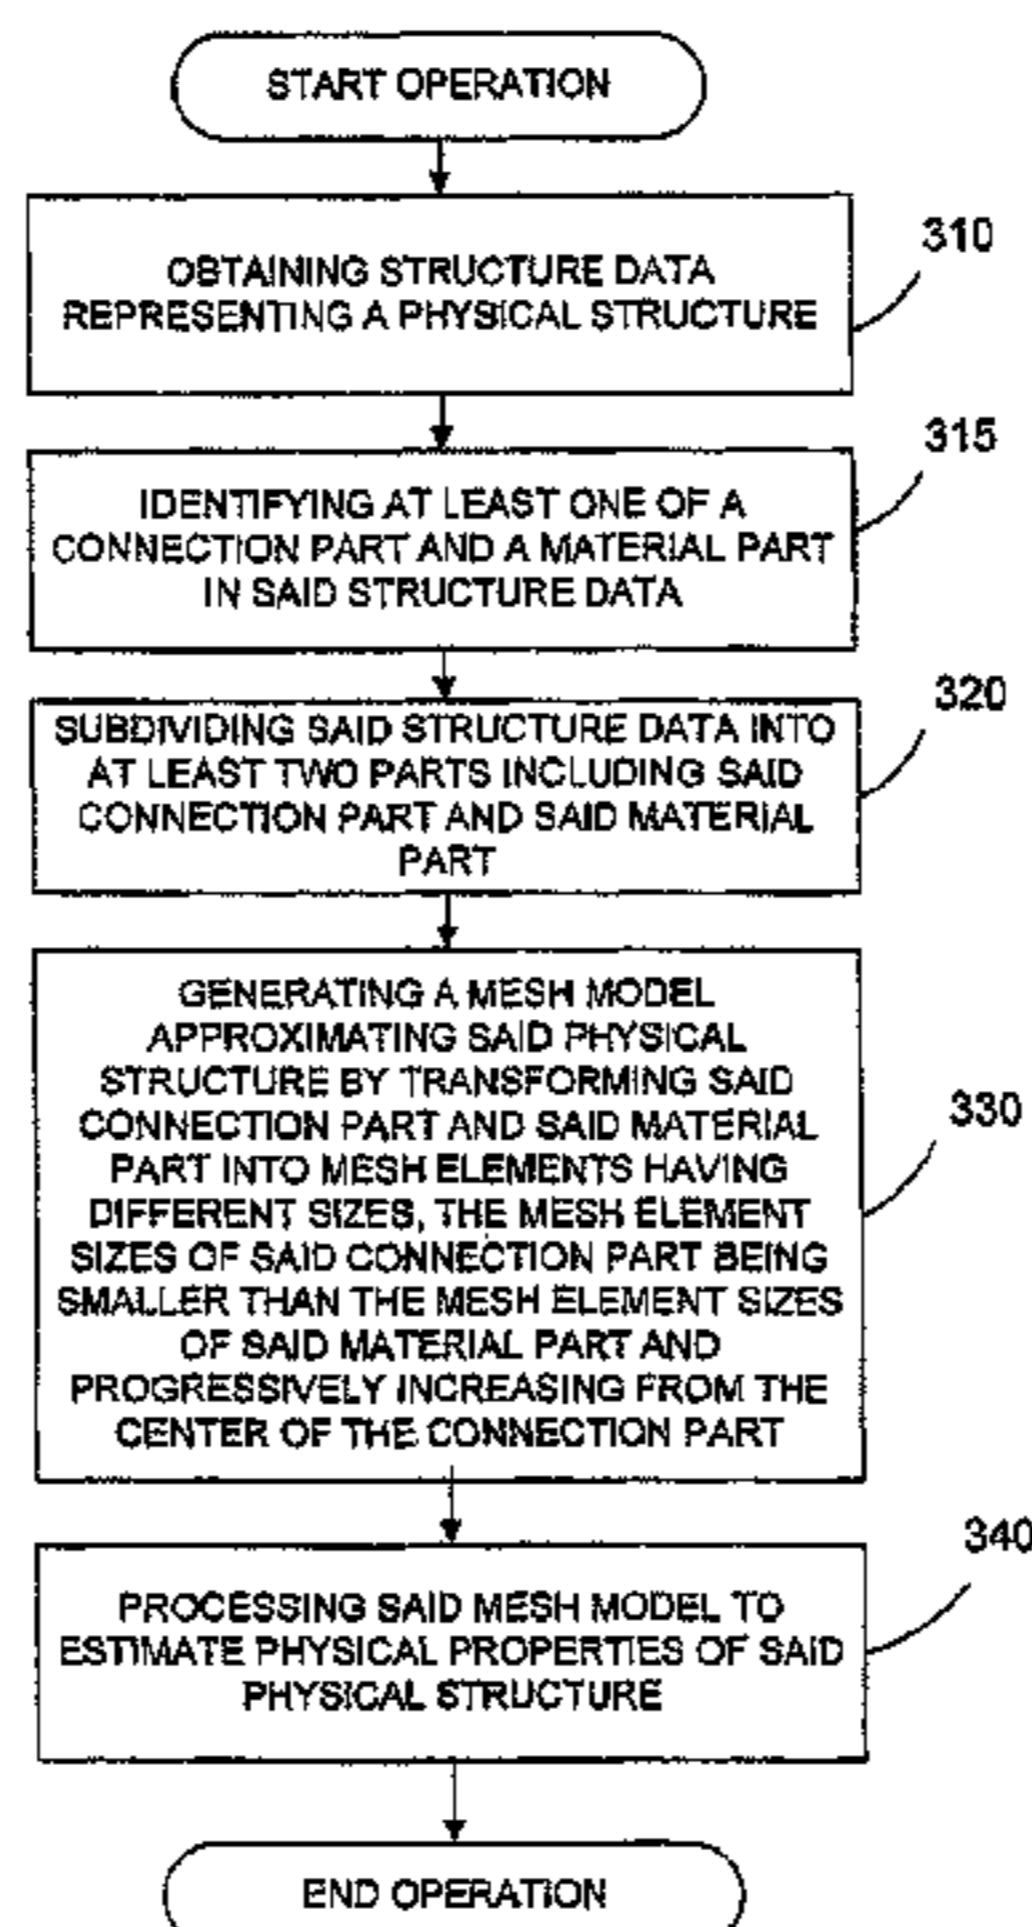 START OPERATION
OBTAINING STRUCTURE DATA
REPRESENTING A PHYSICAL STRUCTURE
310
IDENTIFYING AT LEAST ONE OF A
CONNECTION PART AND A MATERIAL PART
IN SAID STRUCTURE DATA
315
SUBDIVIDING SAID STRUCTURE DATA INTO
AT LEAST TWO PARTS INCLUDING SAID
CONNECTION PART AND SAID MATERIAL
PART
320
GENERATING A MESH MODEL
APPROXIMATING SAID PHYSICAL
STRUCTURE BY TRANSFORMING SAID
CONNECTION PART AND SAID MATERIAL
PART INTO MESH ELEMENTS HAVING
DIFFERENT SIZES, THE MESH ELEMENT
SIZES OF SAID CONNECTION PART BEING
SMALLER THAN THE MESH ELEMENT SIZES
OF SAID MATERIAL PART AND
PROGRESSIVELY INCREASING FROM THE
CENTER OF THE CONNECTION PART
330
PROCESSING SAID MESH MODEL TO
ESTIMATE PHYSICAL PROPERTIES OF SAID
PHYSICAL STRUCTURE
340
END OPERATION